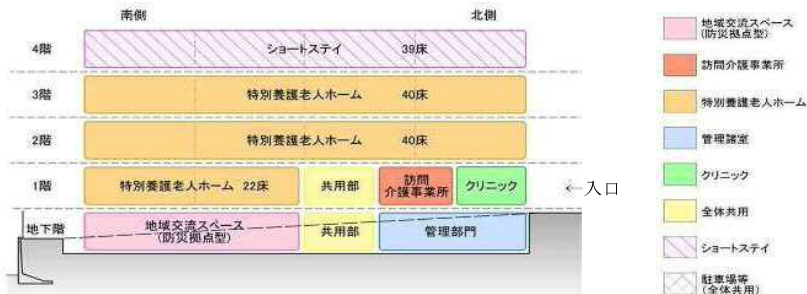 南側
北側
4階
ショートステイ 39床
3階
特別養護老人ホーム 40床
2階
特別養護老人ホーム 40床
1階
特別養護老人ホーム 22床
共用部
訪問
介護事業所
クリニック
←入口
地下階
地域交流スペース
(防災拠点型)
共用部
管理部門
地域交流スペース
(防災拠点型)
訪問介護事業所
特別養護老人ホーム
管理諸室
クリニック
全体共用
ショートステイ
駐車場等
(全体共用)